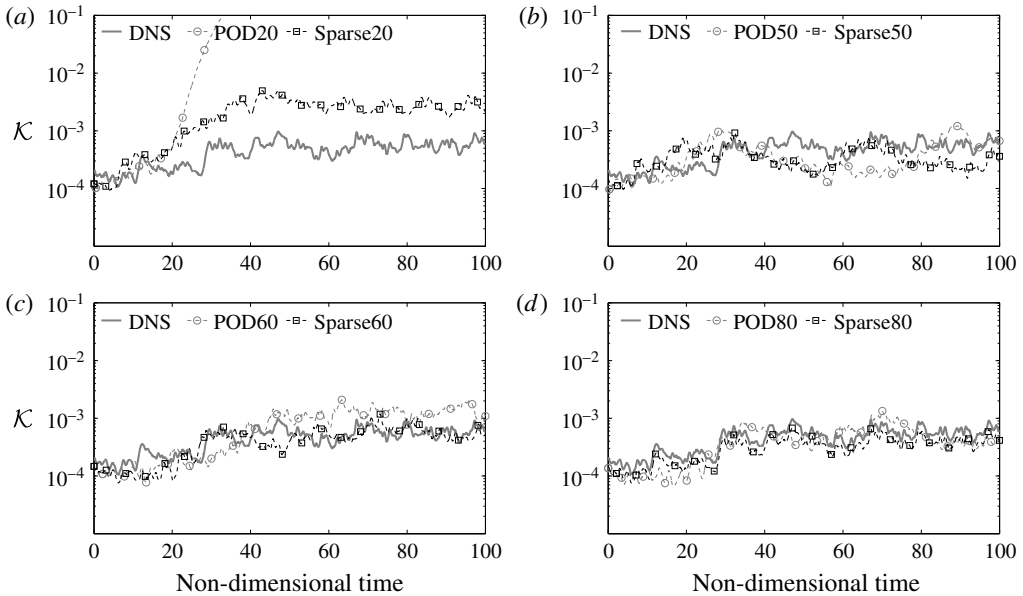 (a)
10^-1
DNS POD20 Sparse20
10^-2
𝒦 10^-3
10^-4
0 20 40 60 80 100
(b)
10^-1
DNS POD50 Sparse50
10^-2
10^-3
10^-4
0 20 40 60 80 100
(c)
10^-1
DNS POD60 Sparse60
10^-2
𝒦 10^-3
10^-4
0 20 40 60 80 100
Non-dimensional time
(d)
10^-1
DNS POD80 Sparse80
10^-2
10^-3
10^-4
0 20 40 60 80 100
Non-dimensional time